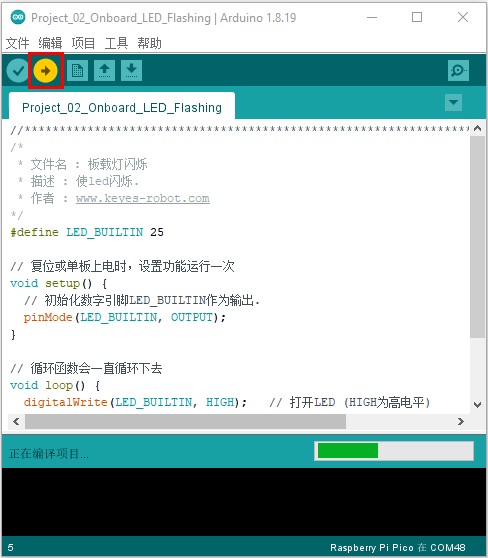 Project_02_Onboard_LED_Flashing | Arduino 1.8.19
文件 编辑 项目 工具 帮助
Project_02_Onboard_LED_Flashing
//****************************************************************
/*
 * 文件名 : 板载灯闪烁
 * 描述 : 使led闪烁.
 * 作者 : www.keyes-robot.com
*/
#define LED_BUILTIN 25
// 复位或单板上电时，设置功能运行一次
void setup() {
  // 初始化数字引脚LED_BUILTIN作为输出.
  pinMode(LED_BUILTIN, OUTPUT);
}
// 循环函数会一直循环下去
void loop() {
  digitalWrite(LED_BUILTIN, HIGH);   // 打开LED (HIGH为高电平)
正在编译项目...
5 Raspberry Pi Pico 在 COM48